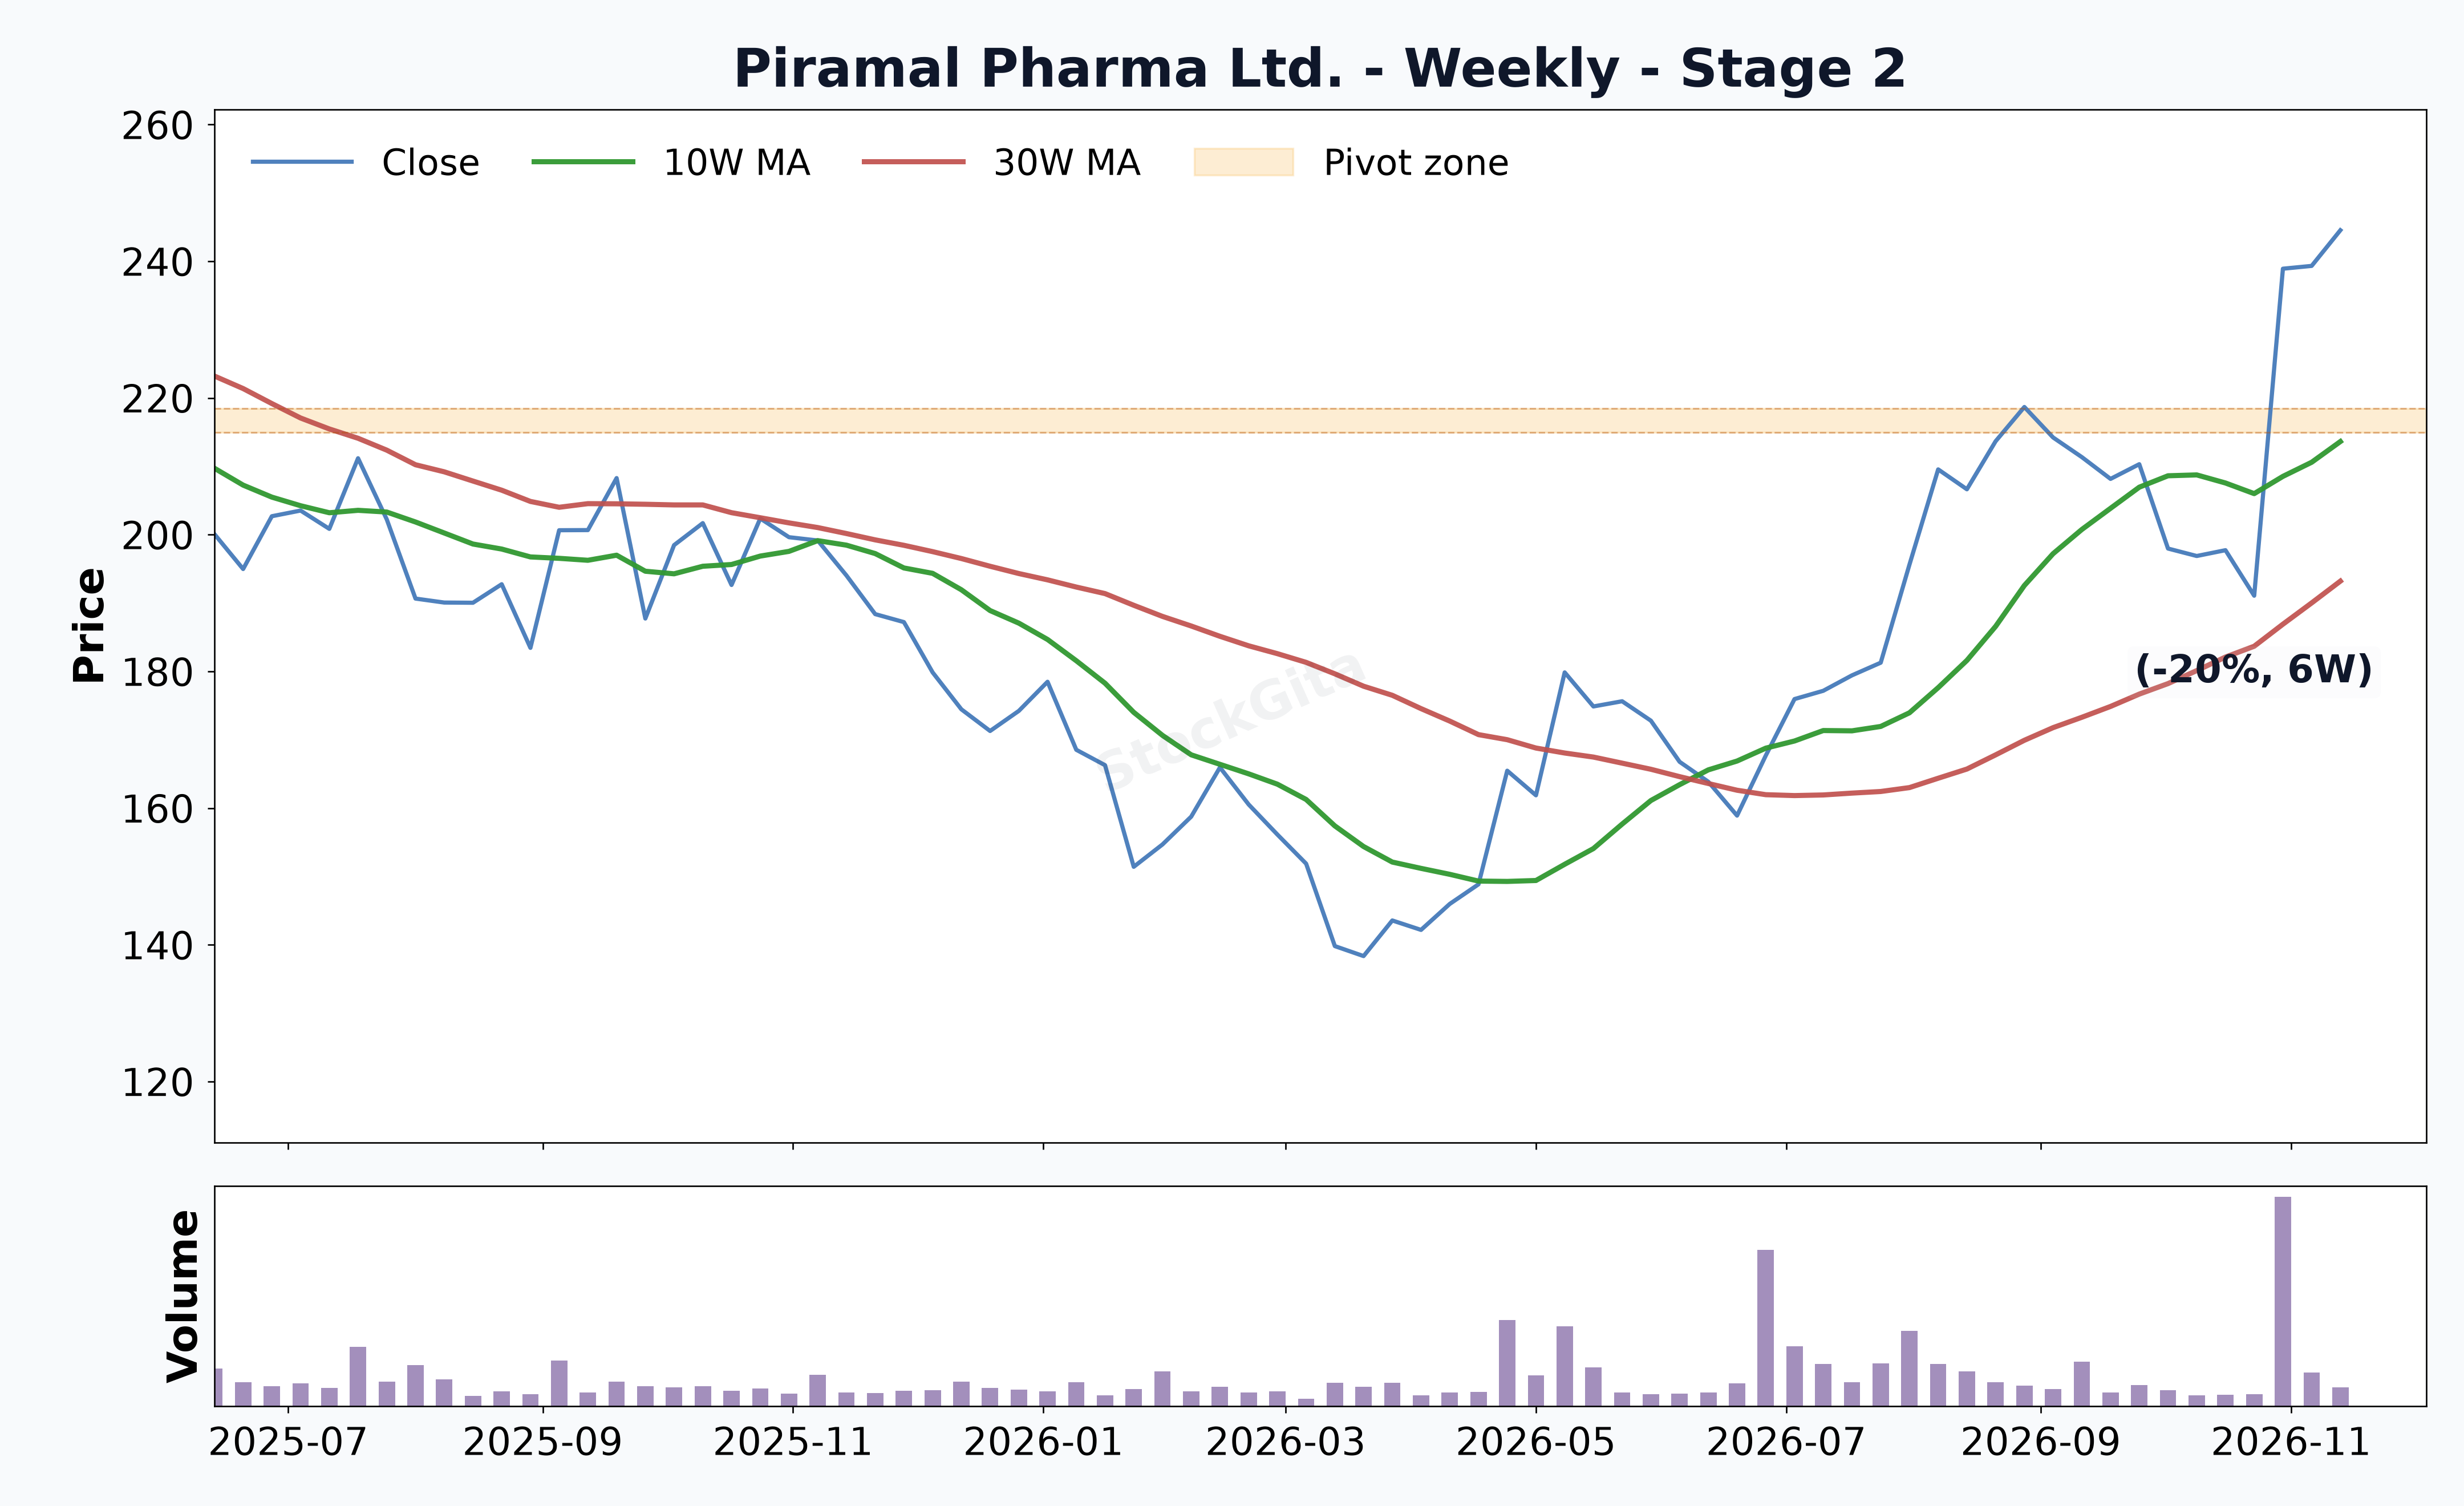 Piramal Pharma Ltd. - Weekly - Stage 2
Close 10W MA 30W MA Pivot zone
Price
260
240
220
200
180
160
140
120
(-20%, 6W)
StockGita
Volume
2025-07 2025-09 2025-11 2026-01 2026-03 2026-05 2026-07 2026-09 2026-11